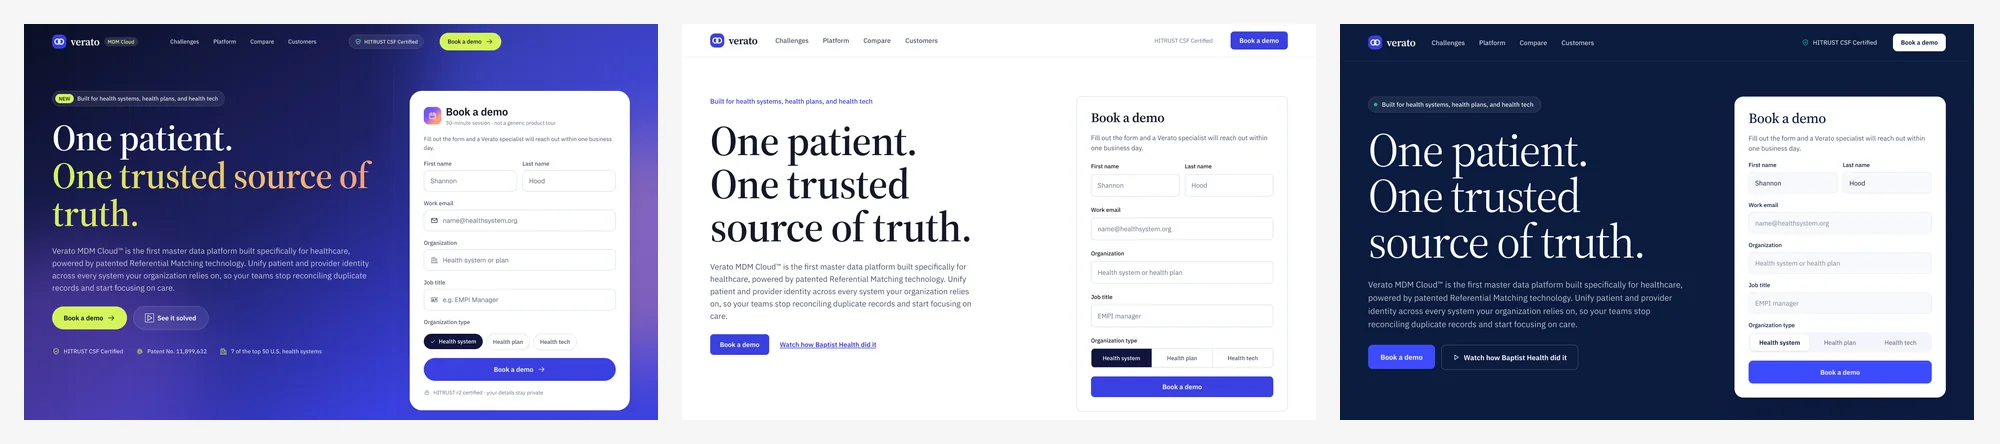 verato MDM Cloud Challenges Platform Compare Customers HITRUST CSF Certified Book a demo →
NEW Built for health systems, health plans, and health tech
One patient.
One trusted source of
truth.
Verato MDM Cloud™ is the first master data platform built specifically for healthcare,
powered by patented Referential Matching technology. Unify patient and provider identity
across every system your organization relies on, so your teams stop reconciling duplicate
records and start focusing on care.
Book a demo → See it solved
HITRUST CSF Certified Patent No. 11,899,632 7 of the top 50 U.S. health systems
Book a demo
30-minute session · not a generic product tour
Fill out the form and a Verato specialist will reach out within one business
day.
First name Last name
Shannon Hood
Work email
name@healthsystem.org
Organization
Health system or plan
Job title
e.g. EMPI Manager
Organization type
Health system Health plan Health tech
Book a demo →
HITRUST r2 certified · your details stay private
verato Challenges Platform Compare Customers HITRUST CSF Certified Book a demo
Built for health systems, health plans, and health tech
One patient.
One trusted
source of truth.
Verato MDM Cloud™ is the first master data platform built specifically for
healthcare, powered by patented Referential Matching technology. Unify
patient and provider identity across every system your organization relies
on, so your teams stop reconciling duplicate records and start focusing on
care.
Book a demo Watch how Baptist Health did it
Book a demo
Fill out the form and a Verato specialist will reach out within
one business day.
First name Last name
Shannon Hood
Work email
name@healthsystem.org
Organization
Health system or health plan
Job title
EMPI manager
Organization type
Health system Health plan Health tech
Book a demo
verato Challenges Platform Compare Customers HITRUST CSF Certified Book a demo
Built for health systems, health plans, and health tech
One patient.
One trusted
source of truth.
Verato MDM Cloud™ is the first master data platform built specifically for healthcare,
powered by patented Referential Matching technology. Unify patient and provider
identity across every system your organization relies on, so your teams stop
reconciling duplicate records and start focusing on care.
Book a demo Watch how Baptist Health did it
Book a demo
Fill out the form and a Verato specialist will reach out within
one business day.
First name Last name
Shannon Hood
Work email
name@healthsystem.org
Organization
Health system or health plan
Job title
EMPI manager
Organization type
Health system Health plan Health tech
Book a demo